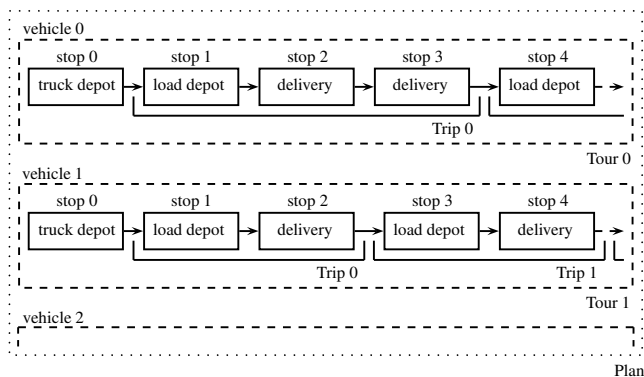 vehicle 0
stop 0 stop 1 stop 2 stop 3 stop 4
truck depot load depot delivery delivery load depot
Trip 0
Tour 0
vehicle 1
stop 0 stop 1 stop 2 stop 3 stop 4
truck depot load depot delivery load depot delivery
Trip 0 Trip 1
Tour 1
vehicle 2
Plan